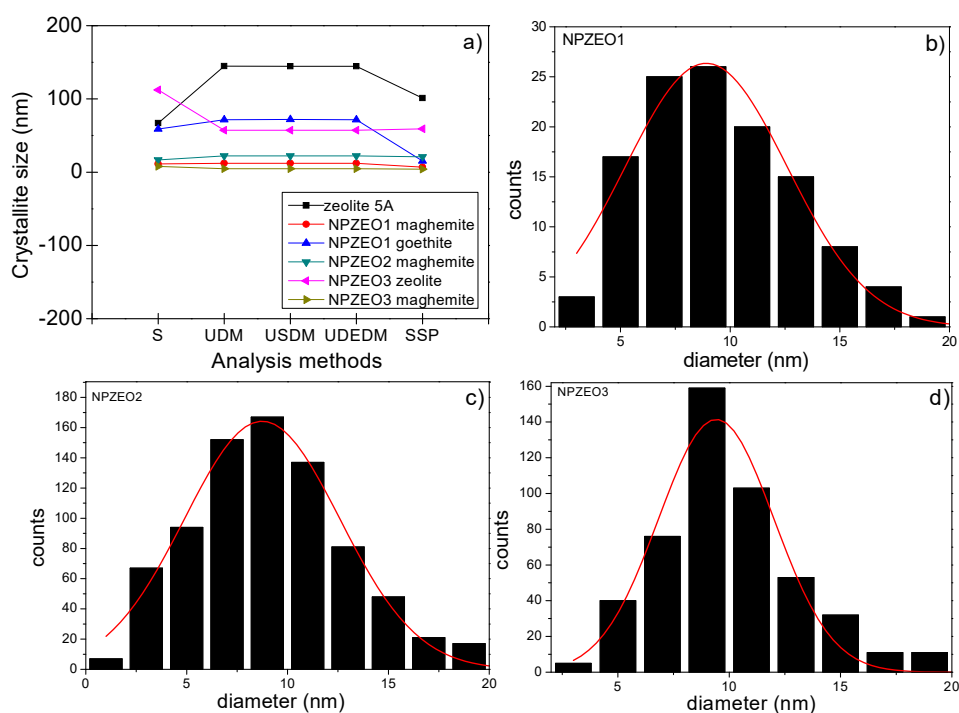 a)
200
100
0
-100
-200
Crystallite size (nm)
zeolite 5A
NPZEO1 maghemite
NPZEO1 goethite
NPZEO2 maghemite
NPZEO3 zeolite
NPZEO3 maghemite
S UDM USDM UDEDM SSP
Analysis methods
NPZEO1
b)
30
25
20
15
10
5
0
counts
5 10 15 20
diameter (nm)
NPZEO2
c)
180
160
140
120
100
80
60
40
20
0
counts
0 5 10 15 20
diameter (nm)
NPZEO3
d)
160
140
120
100
80
60
40
20
0
counts
5 10 15 20
diameter (nm)